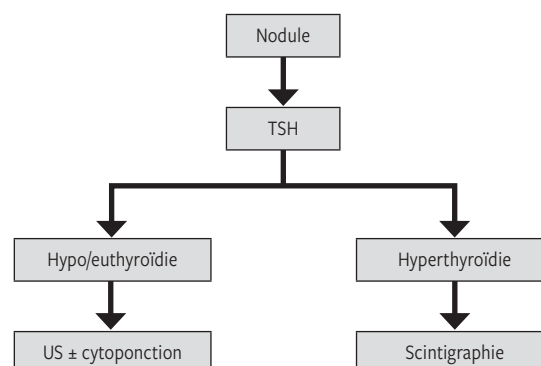 Nodule
TSH
Hypo/euthyroïdie
Hyperthyroïdie
US ± cytoponction
Scintigraphie